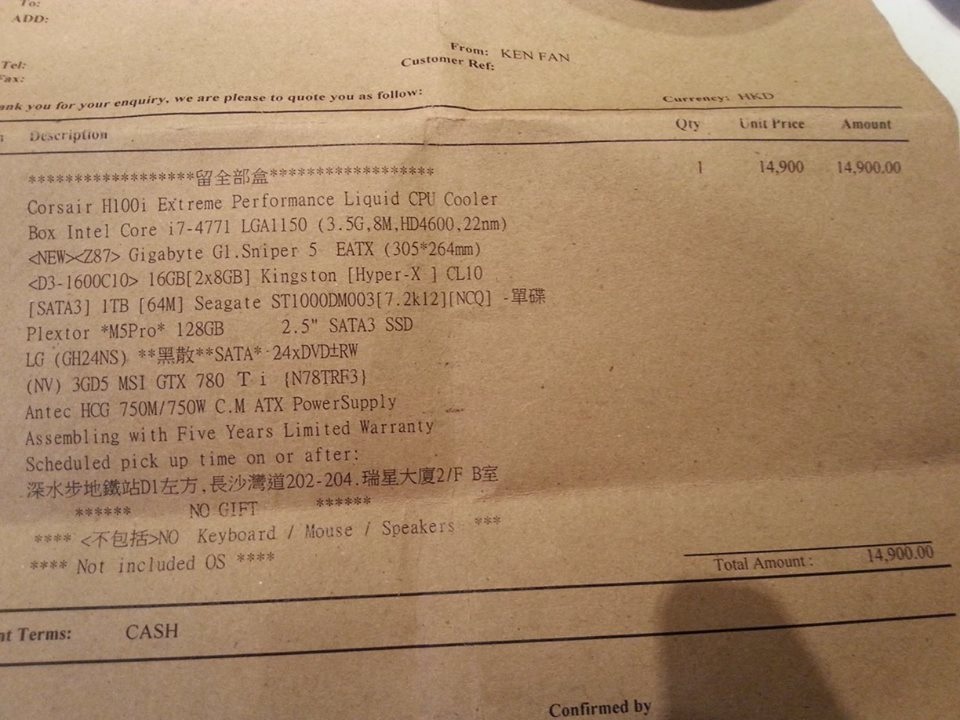 To:
ADD:
From: KEN FAN
Customer Ref:
Tel:
Fax:
ank you for your enquiry, we are please to quote you as follow:
Currency: HKD
Description Qty Unit Price Amount
******************留全部盒****************** 1 14,900 14,900.00
Corsair H100i Extreme Performance Liquid CPU Cooler
Box Intel Core i7-4771 LGA1150 (3.5G,8M,HD4600,22nm)
<NEW><Z87> Gigabyte G1.Sniper 5 EATX (305*264mm)
<D3-1600C10> 16GB[2x8GB] Kingston [Hyper-X ] CL10
[SATA3] 1TB [64M] Seagate ST1000DM003[7.2k12][NCQ] -單碟
Plextor *M5Pro* 128GB 2.5" SATA3 SSD
LG (GH24NS) **黑散**SATA* 24xDVD±RW
(NV) 3GD5 MSI GTX 780 Ti {N78TRF3}
Antec HCG 750M/750W C.M ATX PowerSupply
Assembling with Five Years Limited Warranty
Scheduled pick up time on or after:
深水步地鐵站D1左方,長沙灣道202-204.瑞星大廈2/F B室
****** NO GIFT ******
**** <不包括>NO Keyboard / Mouse / Speakers ***
**** Not included OS ****
Total Amount: 14,900.00
nt Terms: CASH
Confirmed by